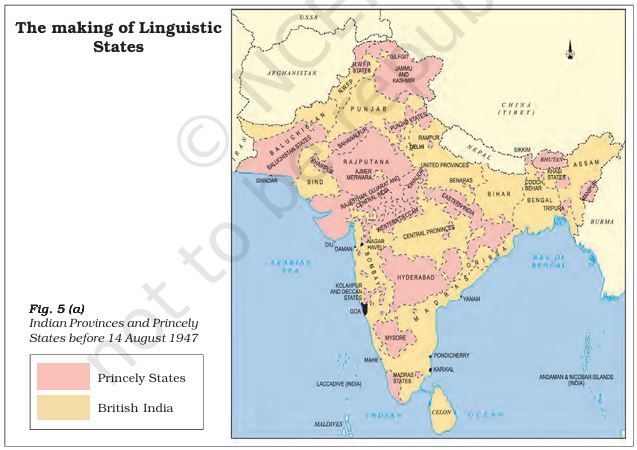 The making of Linguistic
States
U.S.S.R
AFGHANISTAN
IRAN
CHINA
(TIBET)
GILGIT
N.W.F.P.
STATES
JAMMU
AND
KASHMIR
N.W.F.P
PUNJAB
BALUCHISTAN
BALUCHISTAN STATES
BAHAWALPUR
PUNJAB STATES
RAMPUR
DELHI
NEPAL
SIKKIM
BHUTAN
ASSAM
KHAIRPUR
RAJPUTANA
AJMER
MERWARA
GWALIOR
UNITED PROVINCES
COOCH
BEHAR
KHASI
STATES
MANIPUR
GWADAR
SIND
RAJASTHAN, GUJARAT AND
CENTRAL INDIA
BENARAS
BIHAR
BENGAL
TRIPURA
EASTERN INDIA
WESTERN DECCAN
CENTRAL PROVINCES
BURMA
DIU
DAMAN
NAGAR
HAVELI
ARABIAN
SEA
BOMBAY
ORISSA
BAY OF
BENGAL
HYDERABAD
KOLHAPUR
AND DECCAN
STATES
GOA
MADRAS
YANAM
MYSORE
MAHE
PONDICHERRY
KARIKAL
MADRAS
STATES
LACCADIVE (INDIA)
ANDAMAN & NICOBAR ISLANDS
(INDIA)
INDIAN OCEAN
CELON
MALDIVES
Fig. 5 (a)
Indian Provinces and Princely
States before 14 August 1947
Princely States
British India
© NCERT
not to be republished